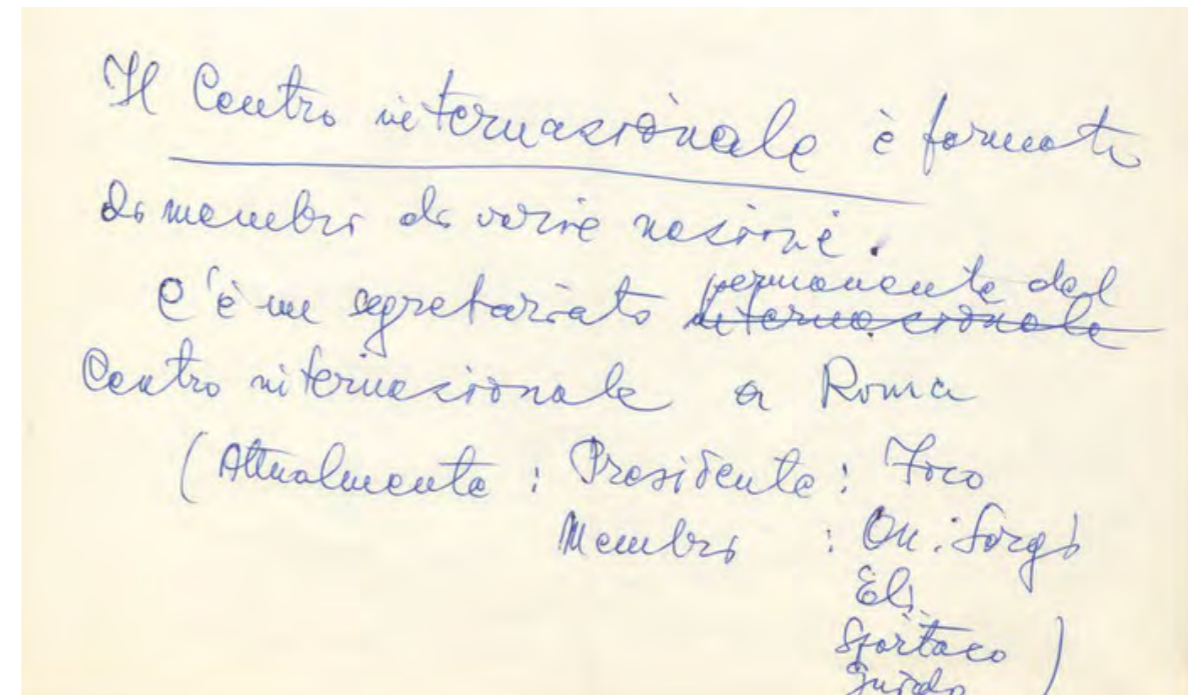 Il Centro internazionale è formato
da membri di varie nazioni.
C'è un segretariato permanente del
internazionale
Centro internazionale a Roma
(Attualmente : Presidente : Foco
Membri : On. Sorgi
Eli
Spartaco )
Guido